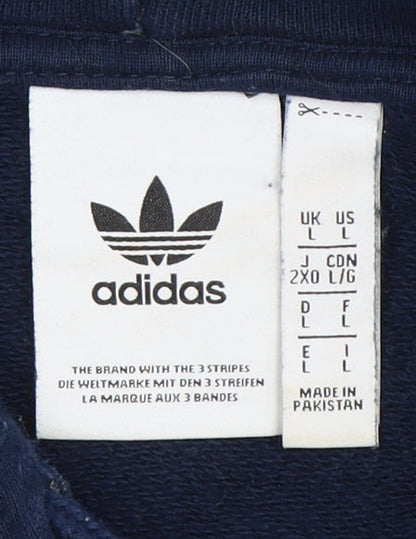 adidas
THE BRAND WITH THE 3 STRIPES
DIE WELTMARKE MIT DEN 3 STREIFEN
LA MARQUE AUX 3 BANDES
UK US
L L
J CDN
2XO L/G
D F
L L
E I
L L
MADE IN
PAKISTAN